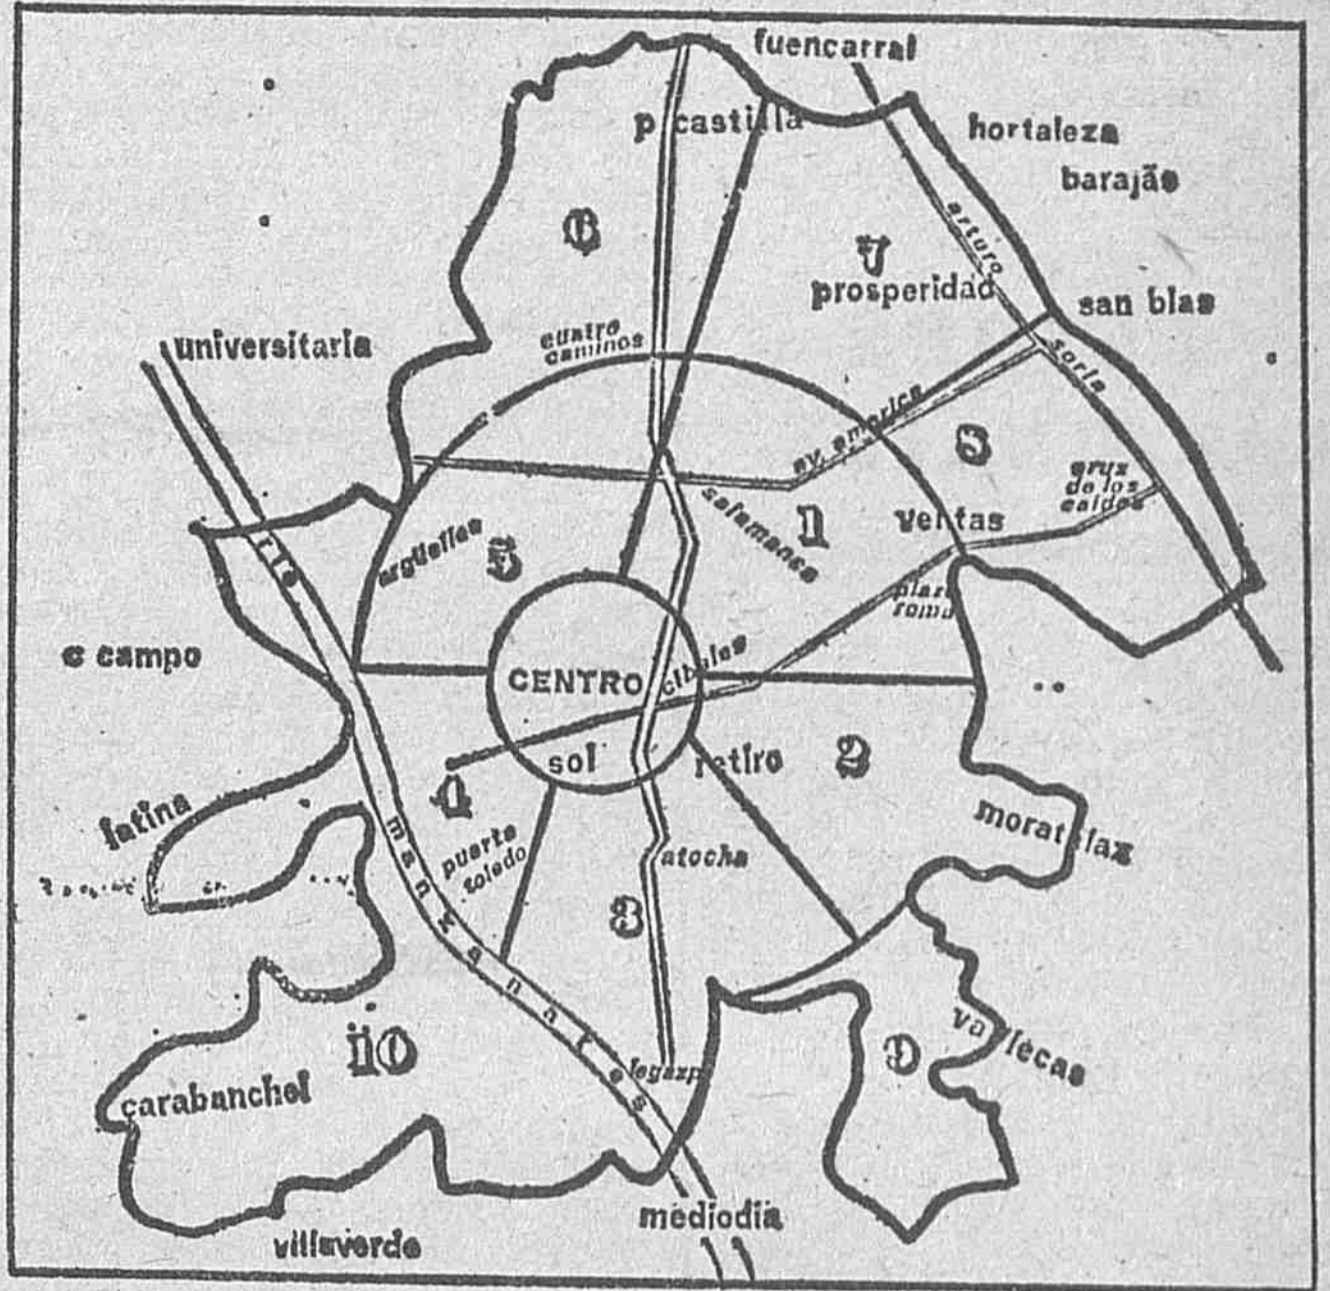 fuencarral
p castilla
hortaleza
barajãs
6
7
arturo
prosperidad
san blas
universitaria
cuatro
caminos
soria
av. america
8
cruz
de los
caidos
salamanca
1
ventas
argüelles
5
rio
plaza
roma
c campo
CENTRO
cibeles
sol
retiro
2
4
latina
manzanares
puerta
toledo
atocha
moratalaz
3
vallecas
10
9
legazpi
carabanchel
mediodia
villaverde